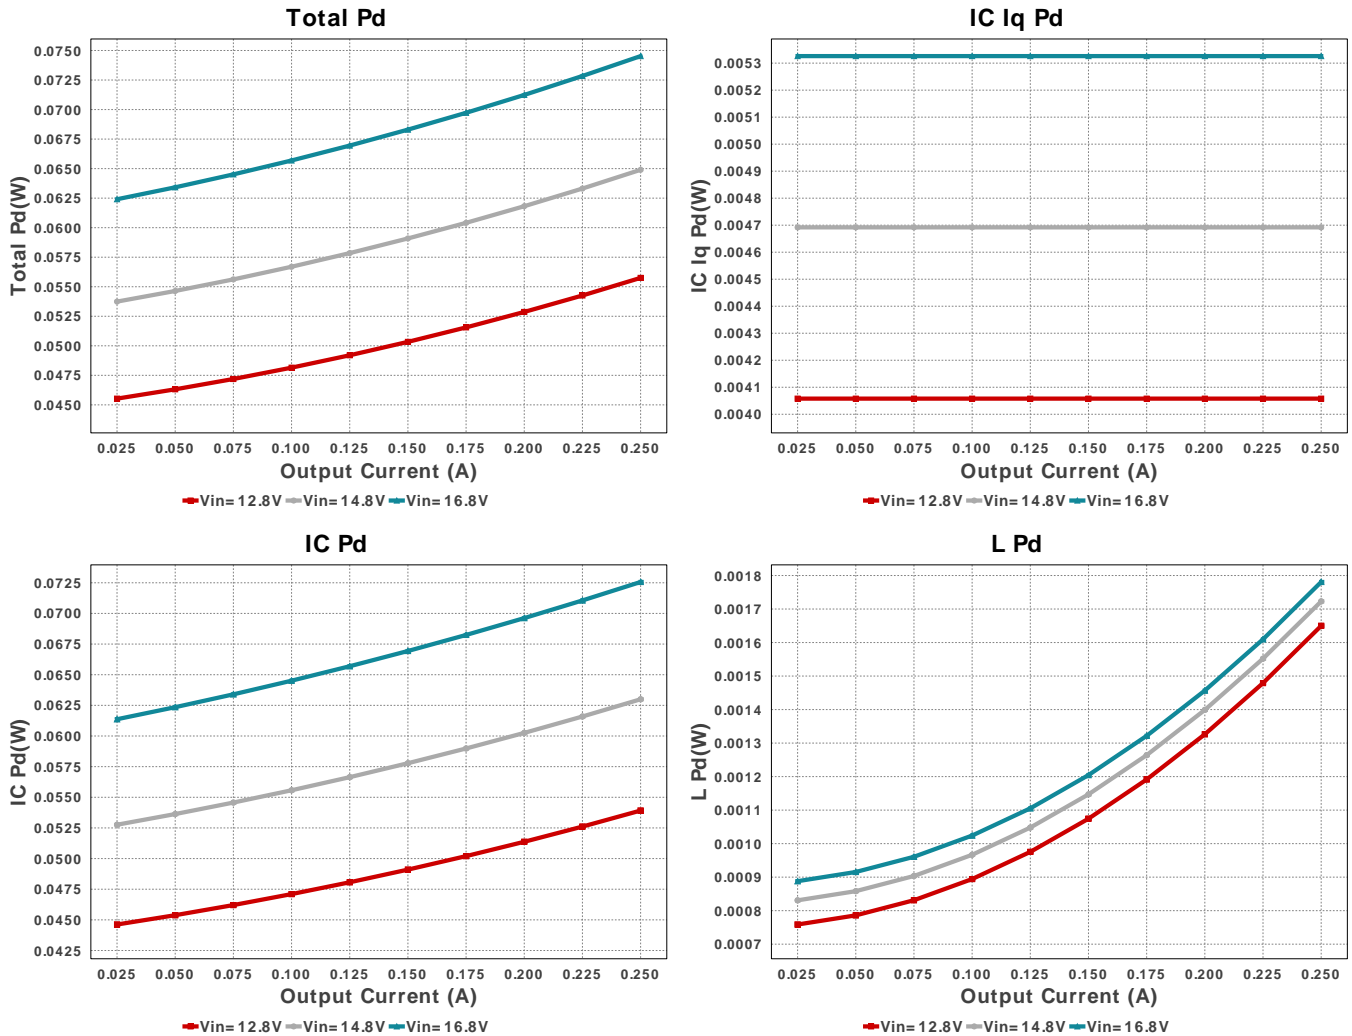 Total Pd
0.0750
0.0725
0.0700
0.0675
0.0650
0.0625
0.0600
0.0575
0.0550
0.0525
0.0500
0.0475
0.0450
Total Pd(W)
0.025 0.050 0.075 0.100 0.125 0.150 0.175 0.200 0.225 0.250
Output Current (A)
Vin= 12.8V Vin= 14.8V Vin= 16.8V
IC Iq Pd
0.0053
0.0052
0.0051
0.0050
0.0049
0.0048
0.0047
0.0045
0.0044
0.0043
0.0042
0.0041
0.0040
IC Iq Pd(W)
0.025 0.050 0.075 0.100 0.125 0.150 0.175 0.200 0.225 0.250
Output Current (A)
Vin= 12.8V Vin= 14.8V Vin= 16.8V
IC Pd
0.0725
0.0700
0.0675
0.0650
0.0625
0.0600
0.0575
0.0550
0.0525
0.0500
0.0475
0.0450
0.0425
IC Pd(W)
0.025 0.050 0.075 0.100 0.125 0.150 0.175 0.200 0.225 0.250
Output Current (A)
Vin= 12.8V Vin= 14.8V Vin= 16.8V
L Pd
0.0018
0.0017
0.0016
0.0015
0.0014
0.0013
0.0012
0.0011
0.0010
0.0009
0.0008
0.0007
L Pd(W)
0.025 0.050 0.075 0.100 0.125 0.150 0.175 0.200 0.225 0.250
Output Current (A)
Vin= 12.8V Vin= 14.8V Vin= 16.8V